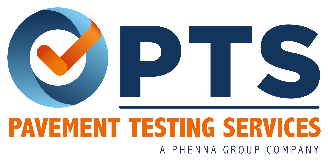 PTS
PAVEMENT TESTING SERVICES
A PHENNA GROUP COMPANY